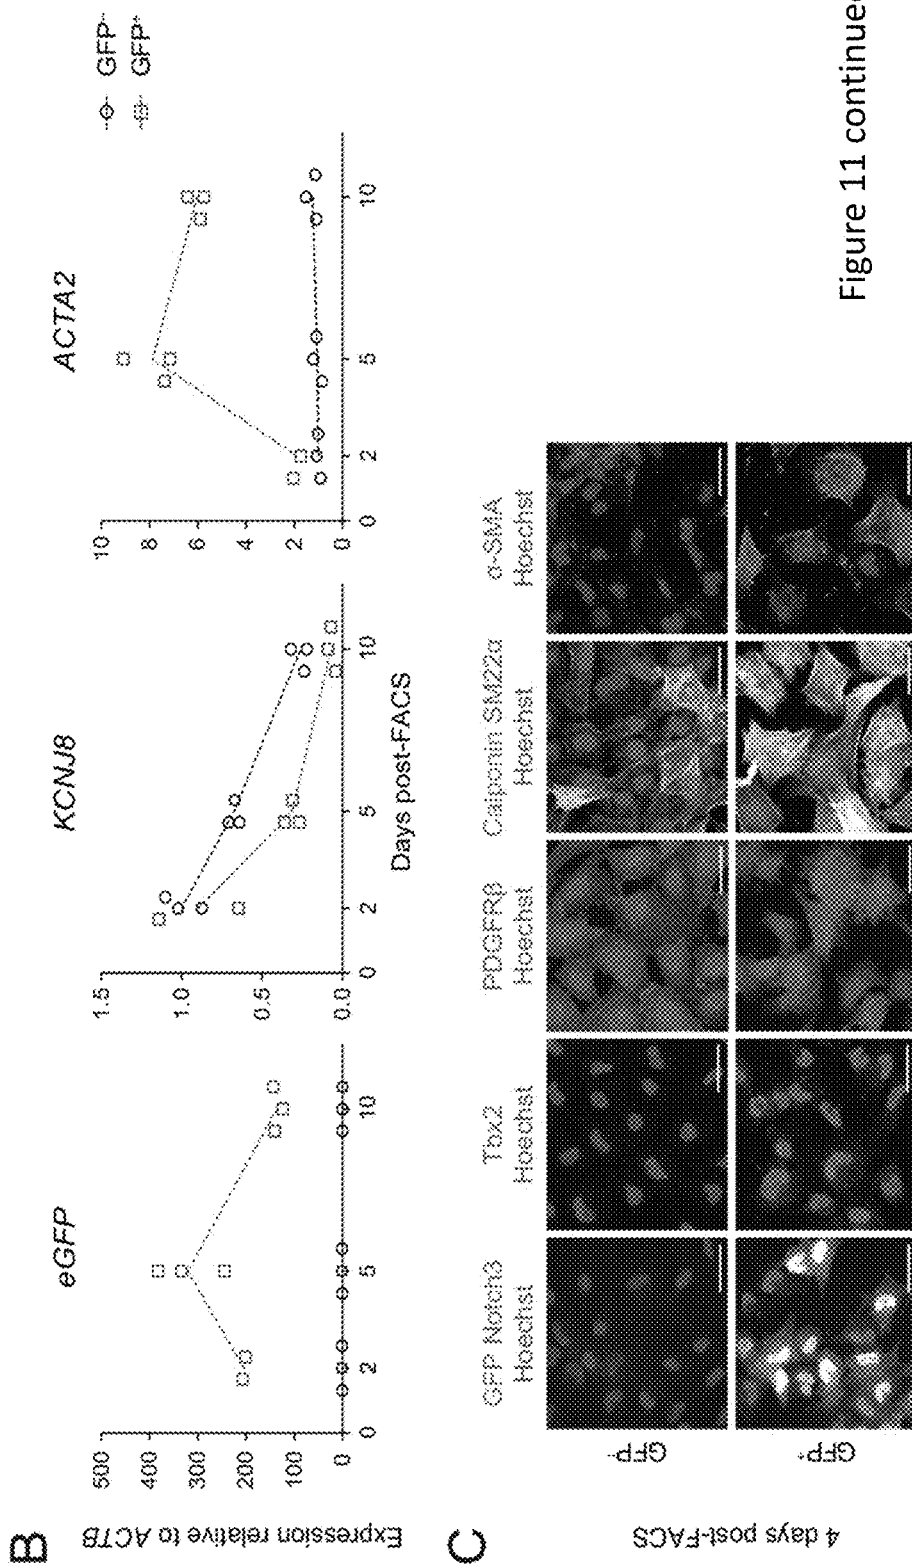 B
eGFP
KCNJ8
ACTA2
GFP⁻
GFP⁺
Expression relative to ACTB
500
400
300
200
100
0
0
2
5
10
1.5
1.0
0.5
0.0
0
2
5
10
10
8
6
4
2
0
0
2
5
10
Days post-FACS
C
GFP Notch3
Hoechst
Tbx2
Hoechst
PDGFRβ
Hoechst
Calponin SM22α
Hoechst
α-SMA
Hoechst
4 days post-FACS
GFP⁻
GFP⁺
Figure 11 continued